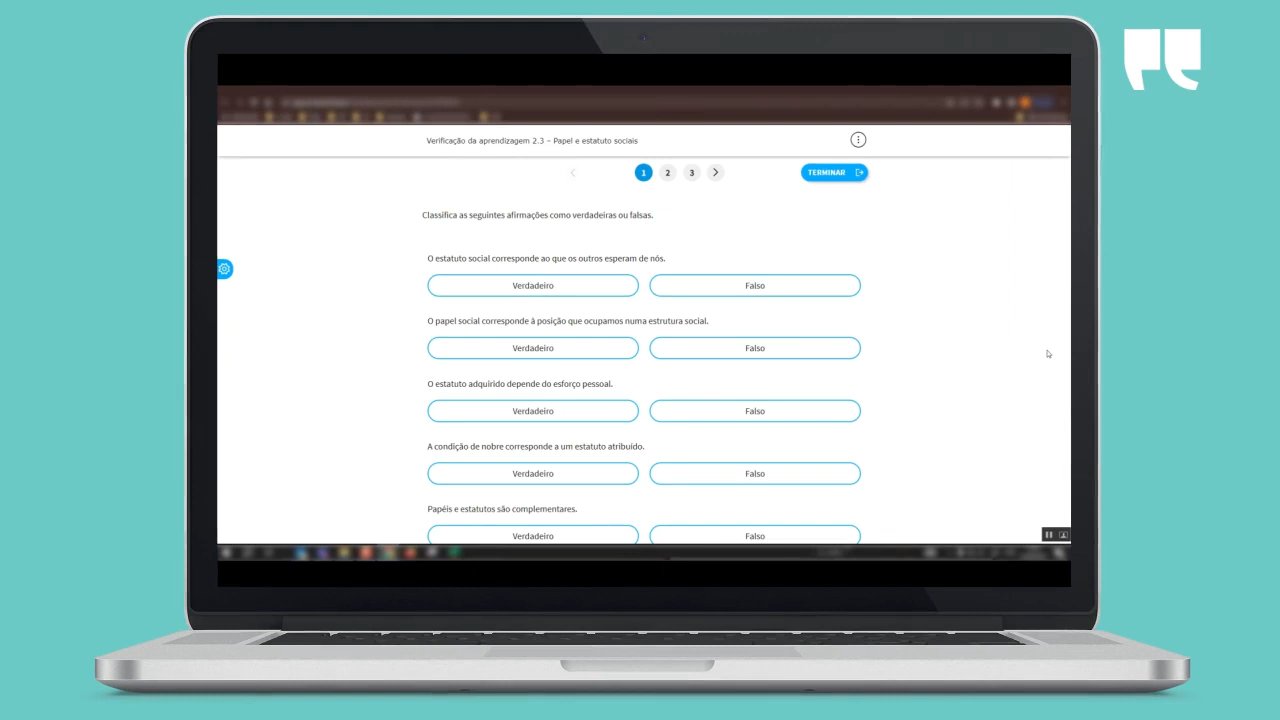 Verificação da aprendizagem 2.3 – Papel e estatuto sociais
1 2 3
TERMINAR
Classifica as seguintes afirmações como verdadeiras ou falsas.
O estatuto social corresponde ao que os outros esperam de nós.
Verdadeiro Falso
O papel social corresponde à posição que ocupamos numa estrutura social.
Verdadeiro Falso
O estatuto adquirido depende do esforço pessoal.
Verdadeiro Falso
A condição de nobre corresponde a um estatuto atribuído.
Verdadeiro Falso
Papéis e estatutos são complementares.
Verdadeiro Falso